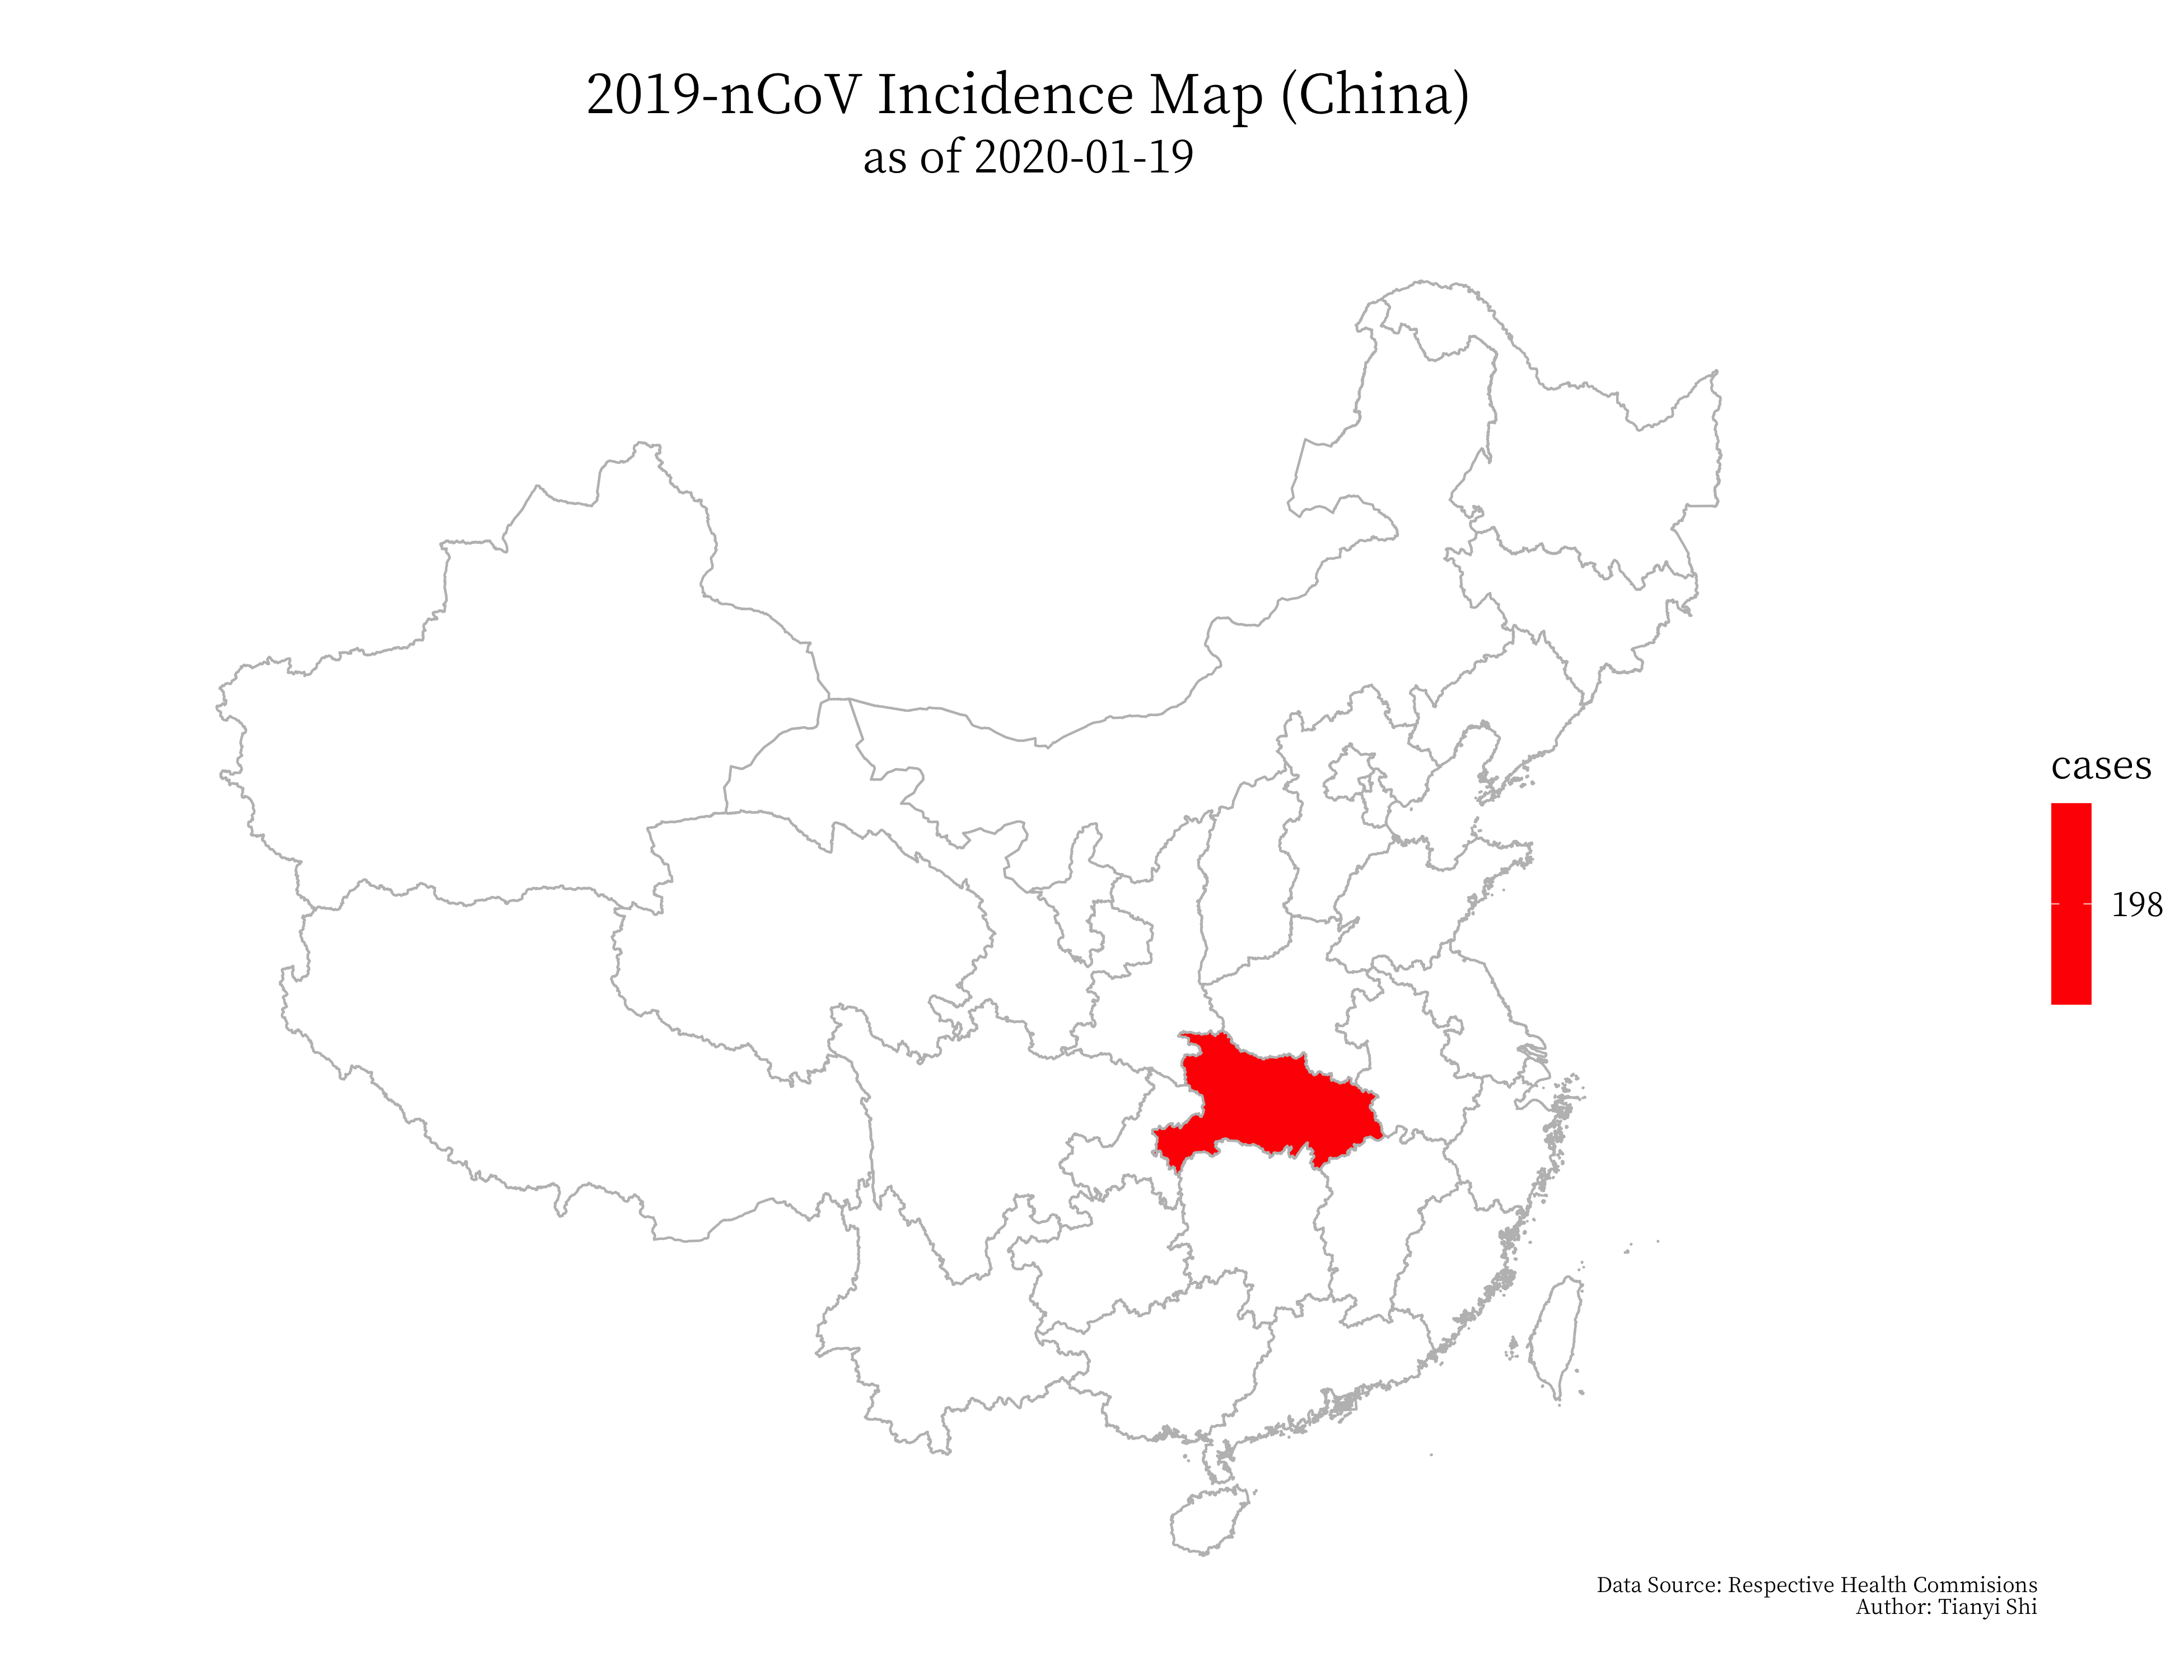 2019-nCoV Incidence Map (China)
as of 2020-01-19
cases
198
Data Source: Respective Health Commisions
Author: Tianyi Shi